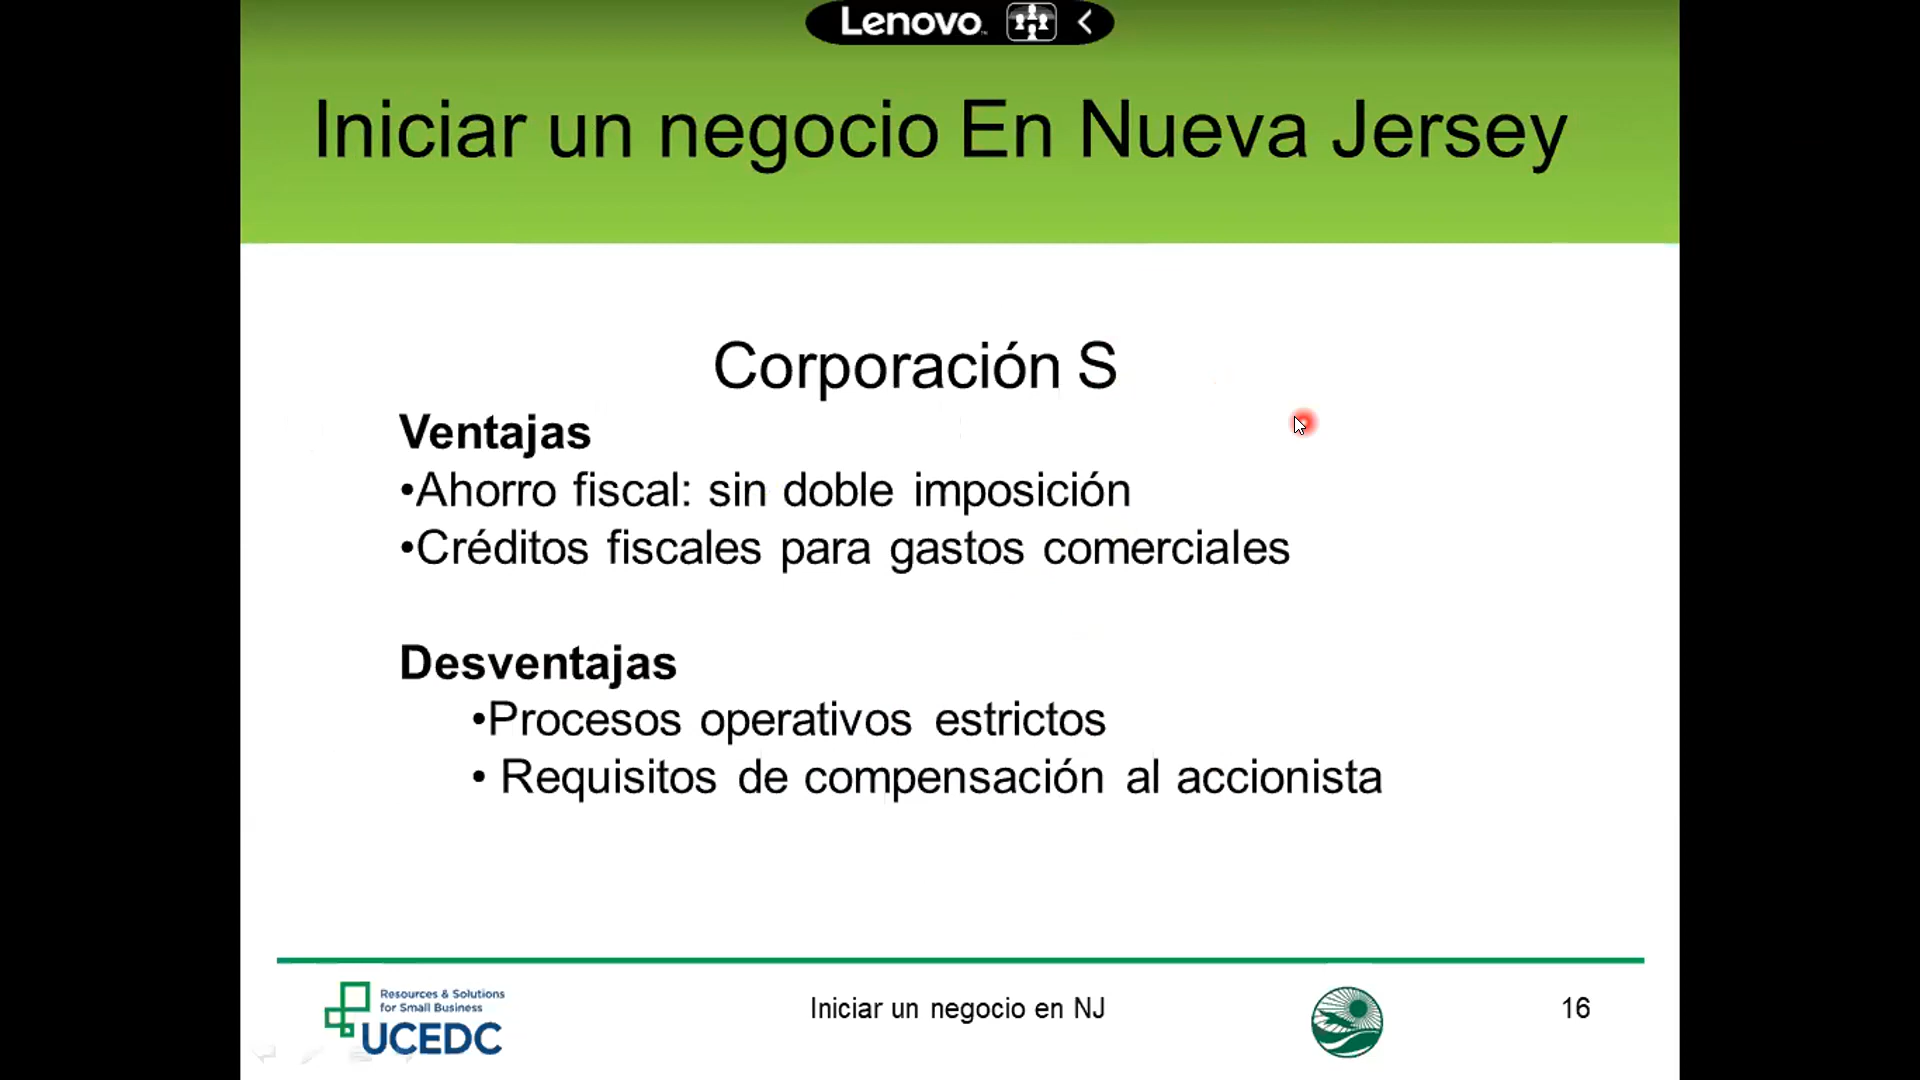 Lenovo
Iniciar un negocio En Nueva Jersey
Corporación S
Ventajas
•Ahorro fiscal: sin doble imposición
•Créditos fiscales para gastos comerciales
Desventajas
•Procesos operativos estrictos
• Requisitos de compensación al accionista
Resources & Solutions
for Small Business
UCEDC
Iniciar un negocio en NJ
16